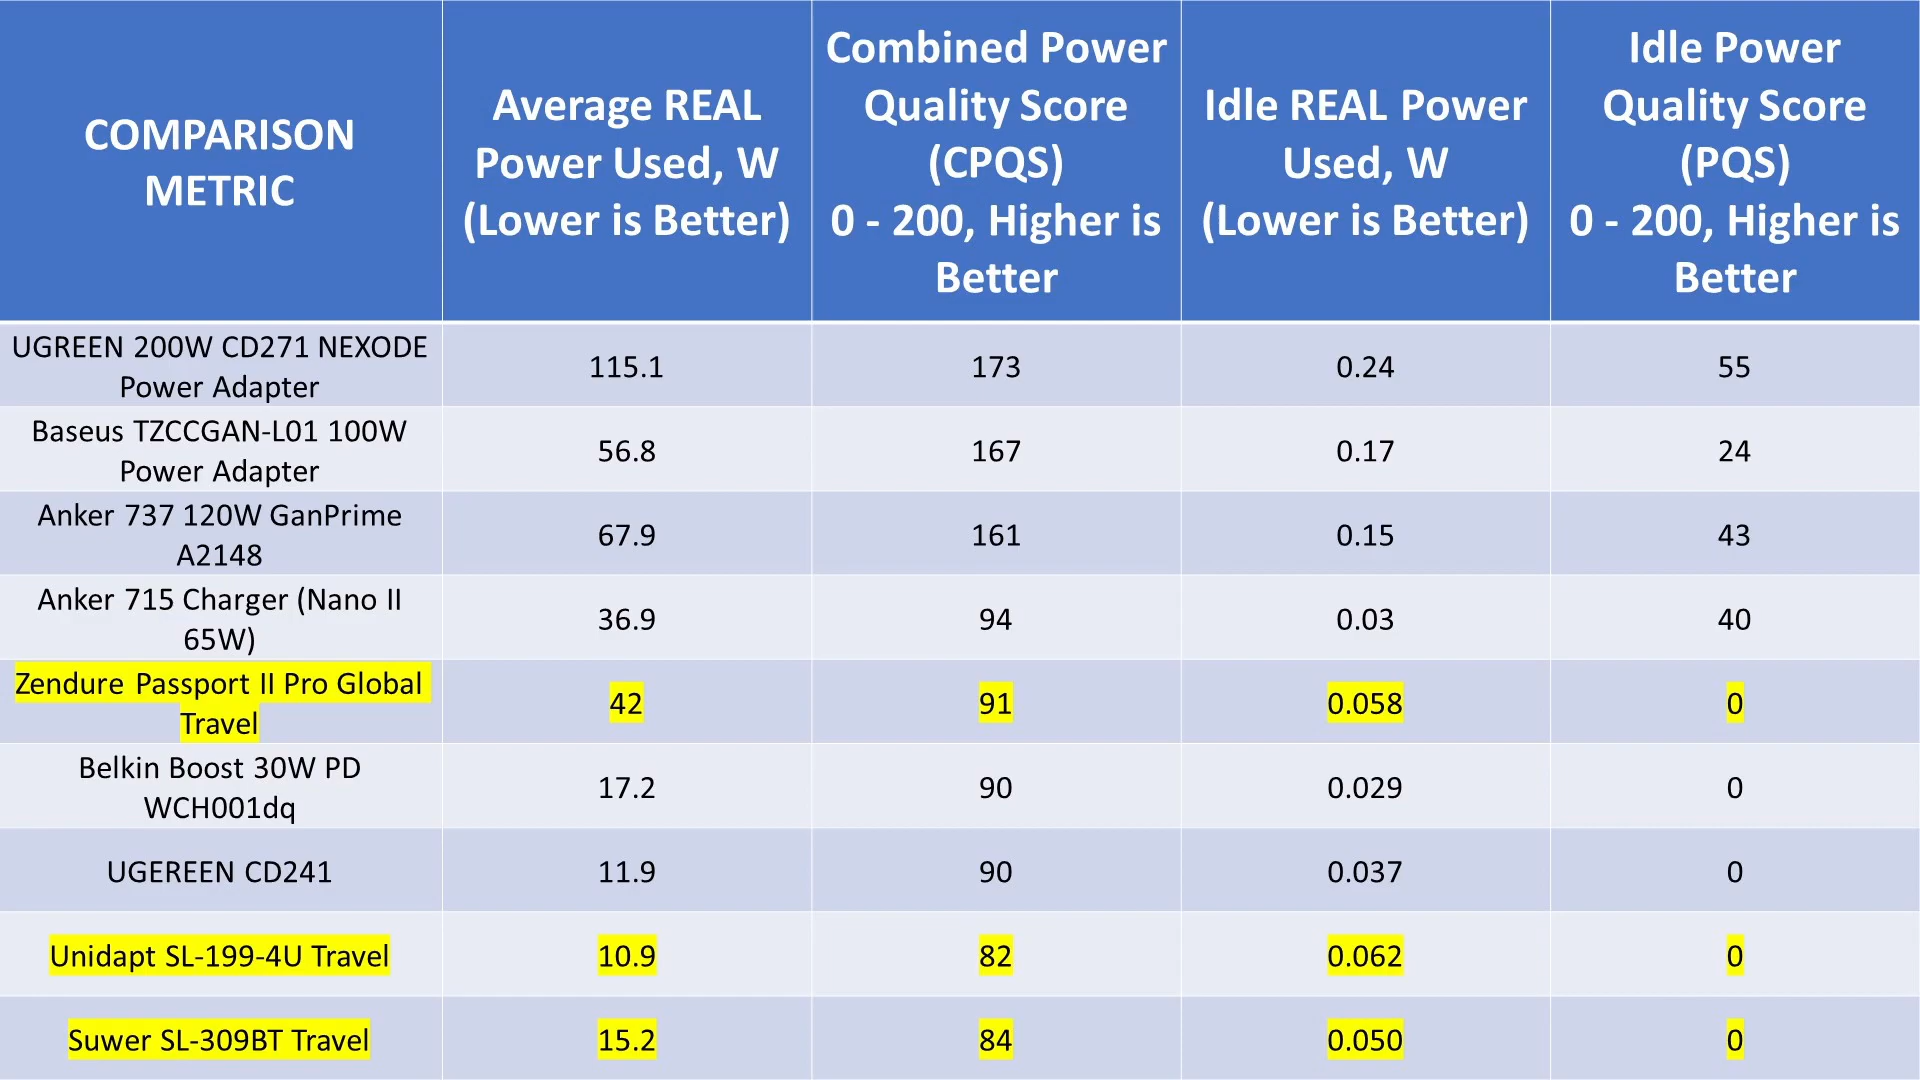 COMPARISON
METRIC
Average REAL
Power Used, W
(Lower is Better)
Combined Power
Quality Score
(CPQS)
0 - 200, Higher is
Better
Idle REAL Power
Used, W
(Lower is Better)
Idle Power
Quality Score
(PQS)
0 - 200, Higher is
Better
UGREEN 200W CD271 NEXODE
Power Adapter
115.1
173
0.24
55
Baseus TZCCGAN-L01 100W
Power Adapter
56.8
167
0.17
24
Anker 737 120W GanPrime
A2148
67.9
161
0.15
43
Anker 715 Charger (Nano II
65W)
36.9
94
0.03
40
Zendure Passport II Pro Global
Travel
42
91
0.058
0
Belkin Boost 30W PD
WCH001dq
17.2
90
0.029
0
UGEREEN CD241
11.9
90
0.037
0
Unidapt SL-199-4U Travel
10.9
82
0.062
0
Suwer SL-309BT Travel
15.2
84
0.050
0